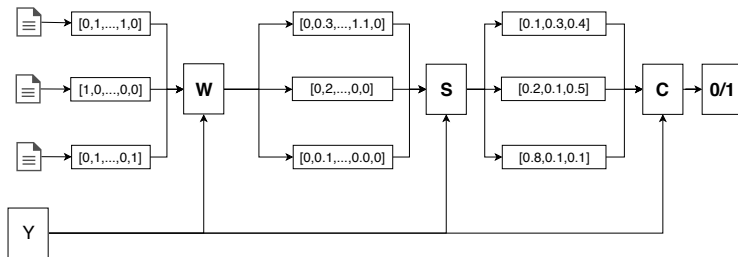 [0,1,...,1,0]
[0,0.3,...,1.1,0]
[0.1,0.3,0.4]
[1,0,...,0,0]
W
[0,2,...,0,0]
S
[0.2,0.1,0.5]
C
0/1
[0,1,...,0,1]
[0,0.1,...,0.0,0]
[0.8,0.1,0.1]
Y